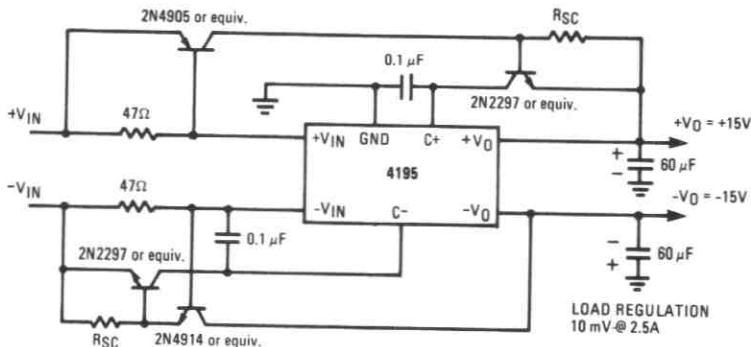 2N4905 or equiv.
RSC
0.1 μF
2N2297 or equiv.
+VIN
47Ω
+VIN
GND
C+
+VO
+VO = +15V
4195
+
−
60 μF
−VIN
47Ω
−VIN
C−
−VO
−VO = -15V
0.1 μF
2N2297 or equiv.
−
+
60 μF
RSC
2N4914 or equiv.
LOAD REGULATION
10 mV @ 2.5A